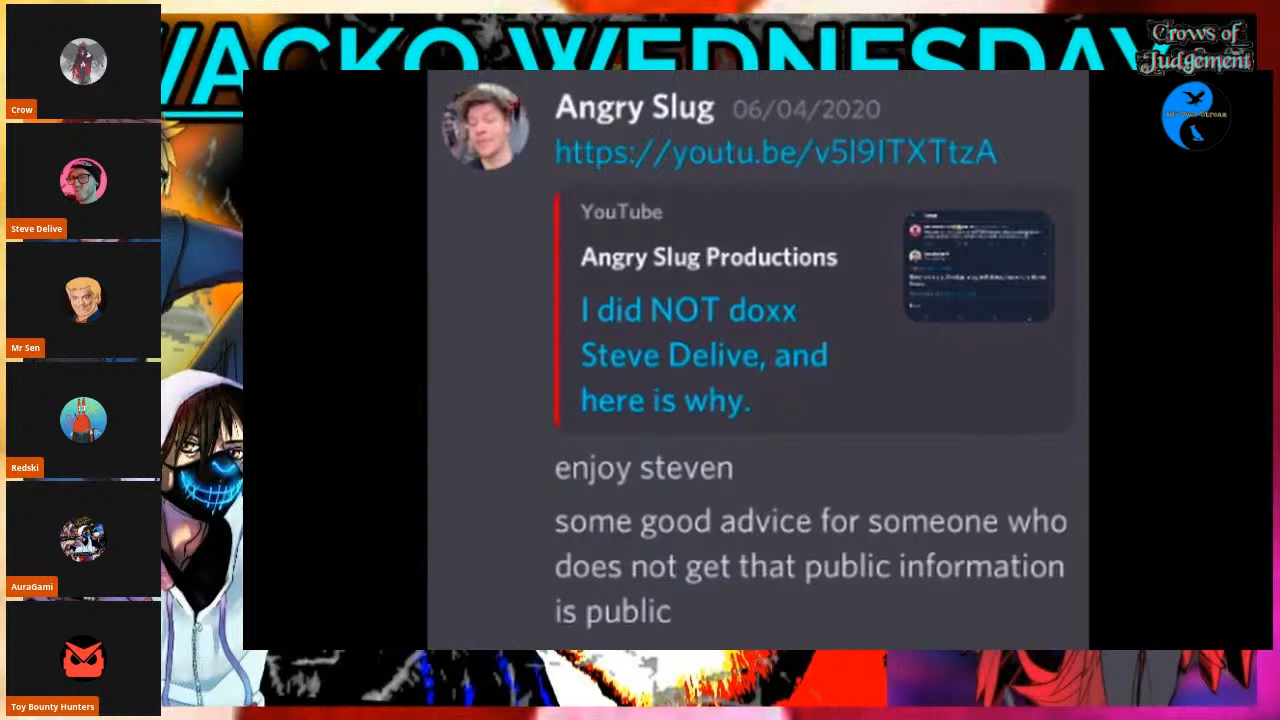 WACKO WEDNESDAY
Crows of
Judgement
Crow
Steve Delive
Mr Sen
Redski
AuraGami
Toy Bounty Hunters
Angry Slug 06/04/2020
https://youtu.be/v5l9ITXTtzA
YouTube
Angry Slug Productions
I did NOT doxx
Steve Delive, and
here is why.
enjoy steven
some good advice for someone who
does not get that public information
is public